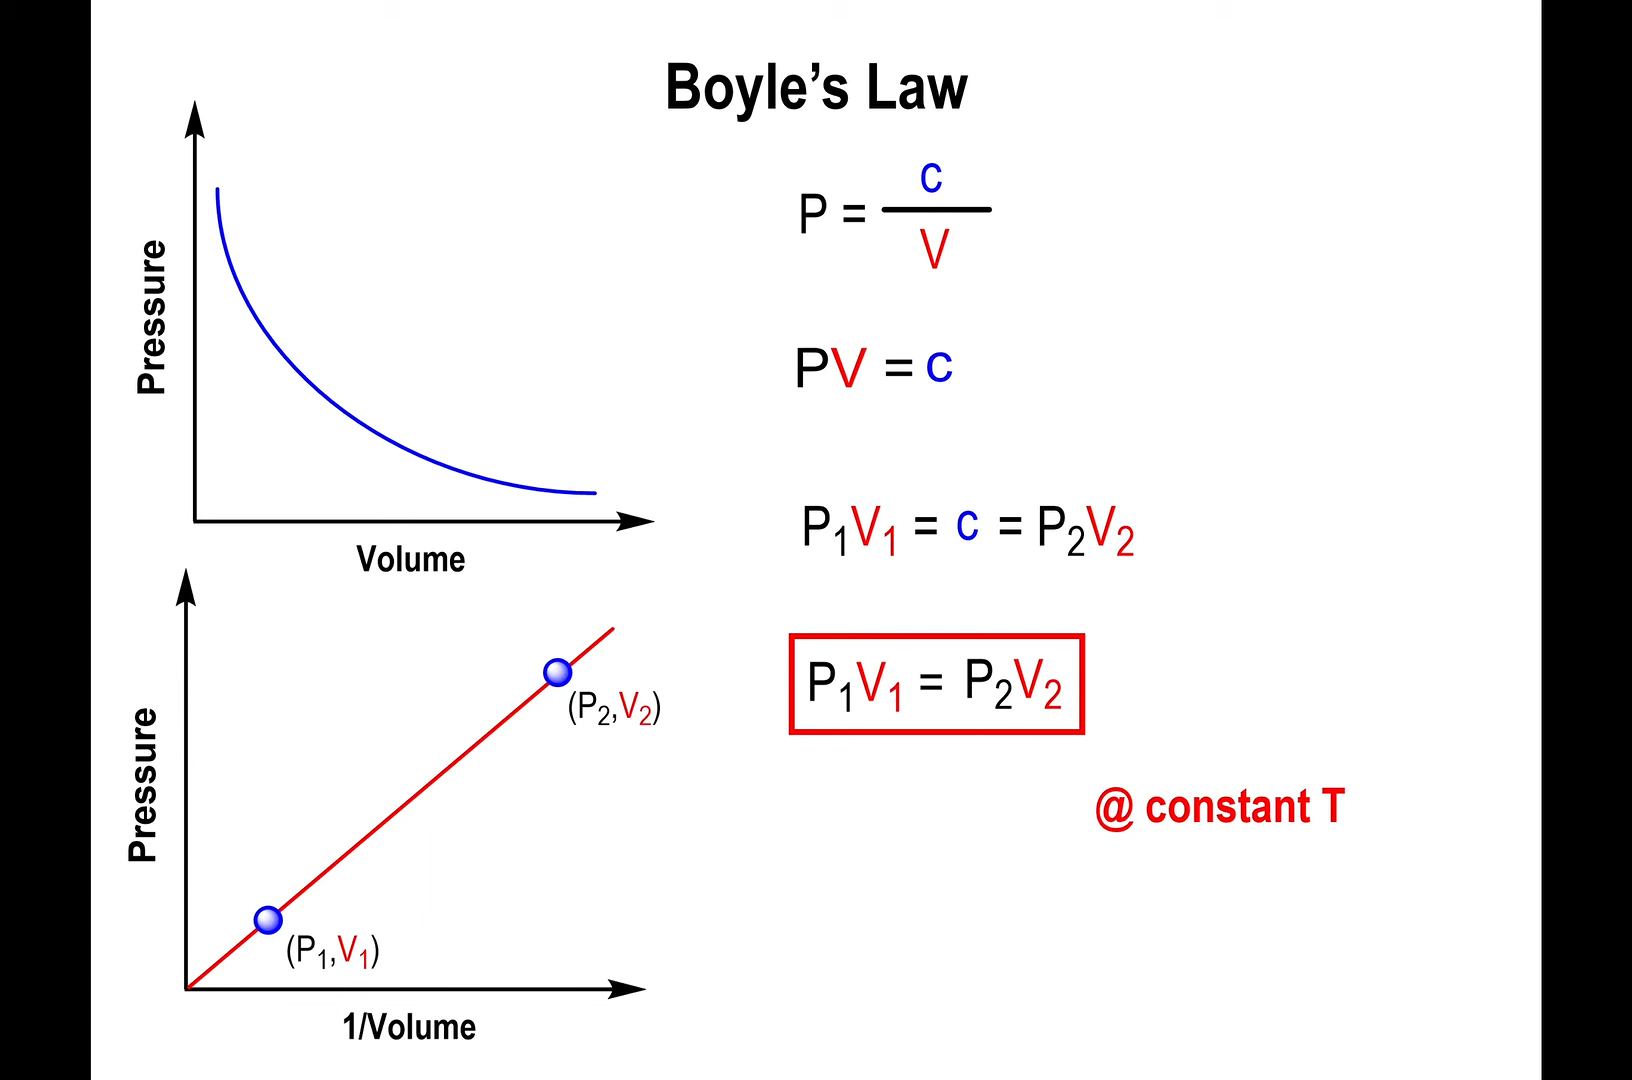 Boyle’s Law
Pressure
Volume
P = c / V
PV = c
P₁V₁ = c = P₂V₂
P₁V₁ = P₂V₂
@ constant T
Pressure
(P₂,V₂)
(P₁,V₁)
1/Volume